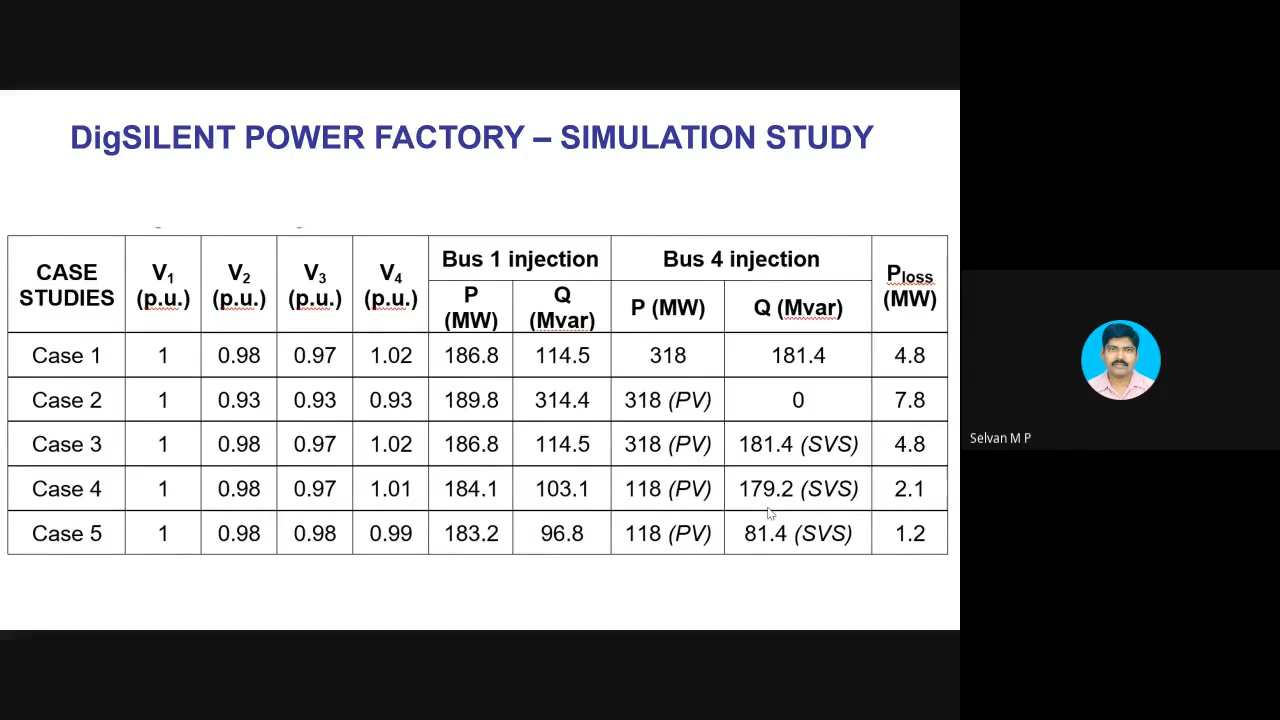 DigSILENT POWER FACTORY – SIMULATION STUDY
CASE STUDIES V₁ (p.u.) V₂ (p.u.) V₃ (p.u.) V₄ (p.u.) Bus 1 injection Bus 4 injection Ploss (MW)
P (MW) Q (Mvar) P (MW) Q (Mvar)
Case 1 1 0.98 0.97 1.02 186.8 114.5 318 181.4 4.8
Case 2 1 0.93 0.93 0.93 189.8 314.4 318 (PV) 0 7.8
Case 3 1 0.98 0.97 1.02 186.8 114.5 318 (PV) 181.4 (SVS) 4.8
Case 4 1 0.98 0.97 1.01 184.1 103.1 118 (PV) 179.2 (SVS) 2.1
Case 5 1 0.98 0.98 0.99 183.2 96.8 118 (PV) 81.4 (SVS) 1.2
Selvan M P